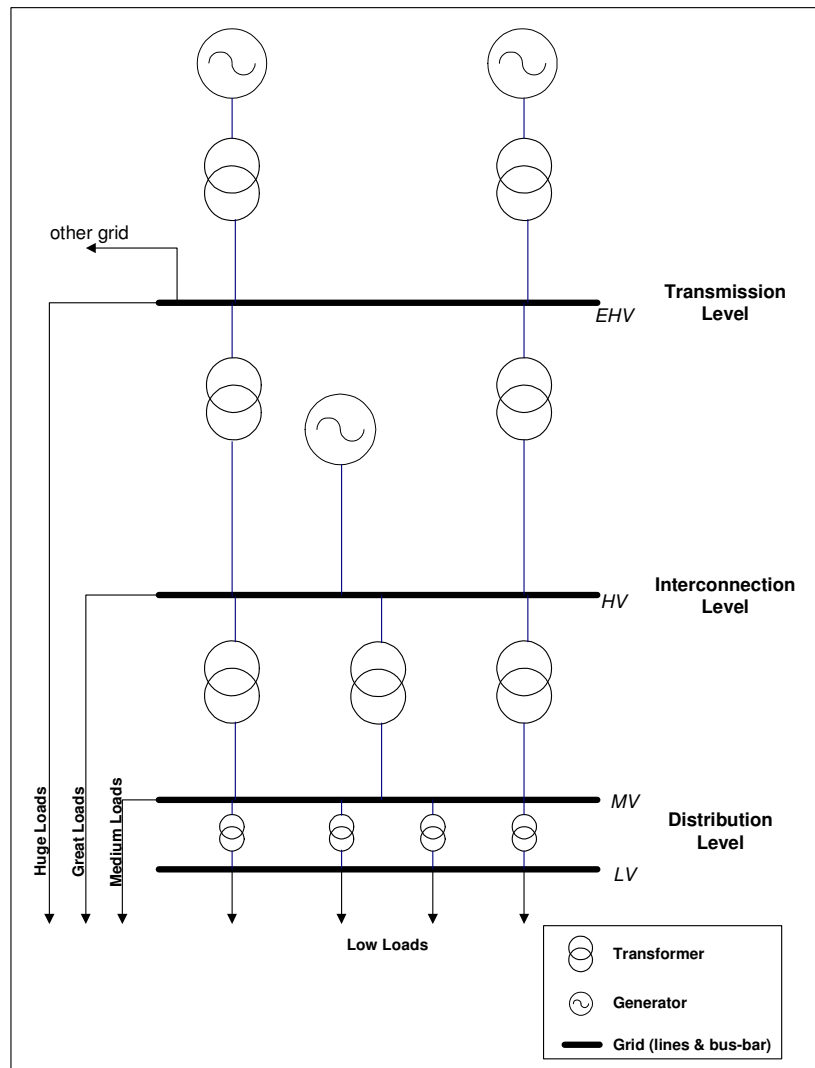 other grid
Transmission
Level
EHV
Interconnection
Level
HV
Huge Loads
Great Loads
Medium Loads
MV
Distribution
Level
LV
Low Loads
Transformer
Generator
Grid (lines & bus-bar)